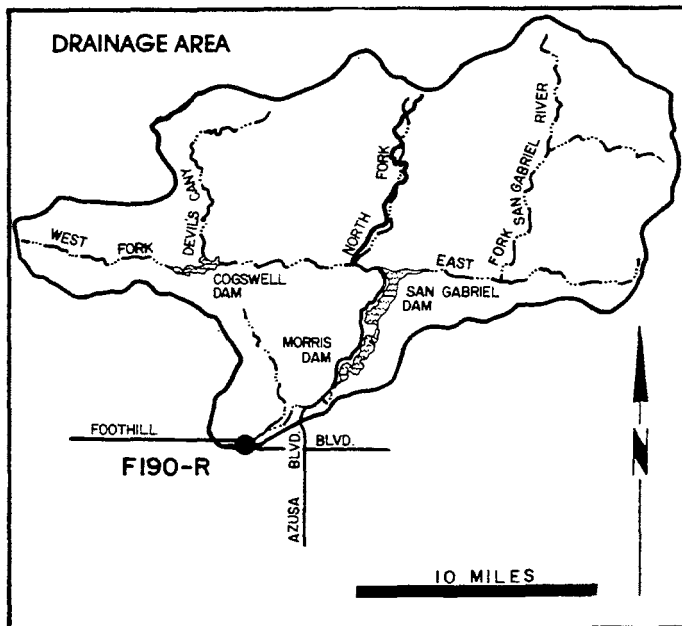 DRAINAGE AREA
DEVIL'S CANY
NORTH FORK
FORK SAN GABRIEL RIVER
WEST FORK
EAST
COGSWELL
DAM
SAN GABRIEL
DAM
MORRIS
DAM
FOOTHILL
BLVD.
F190-R
AZUSA BLVD.
N
10 MILES